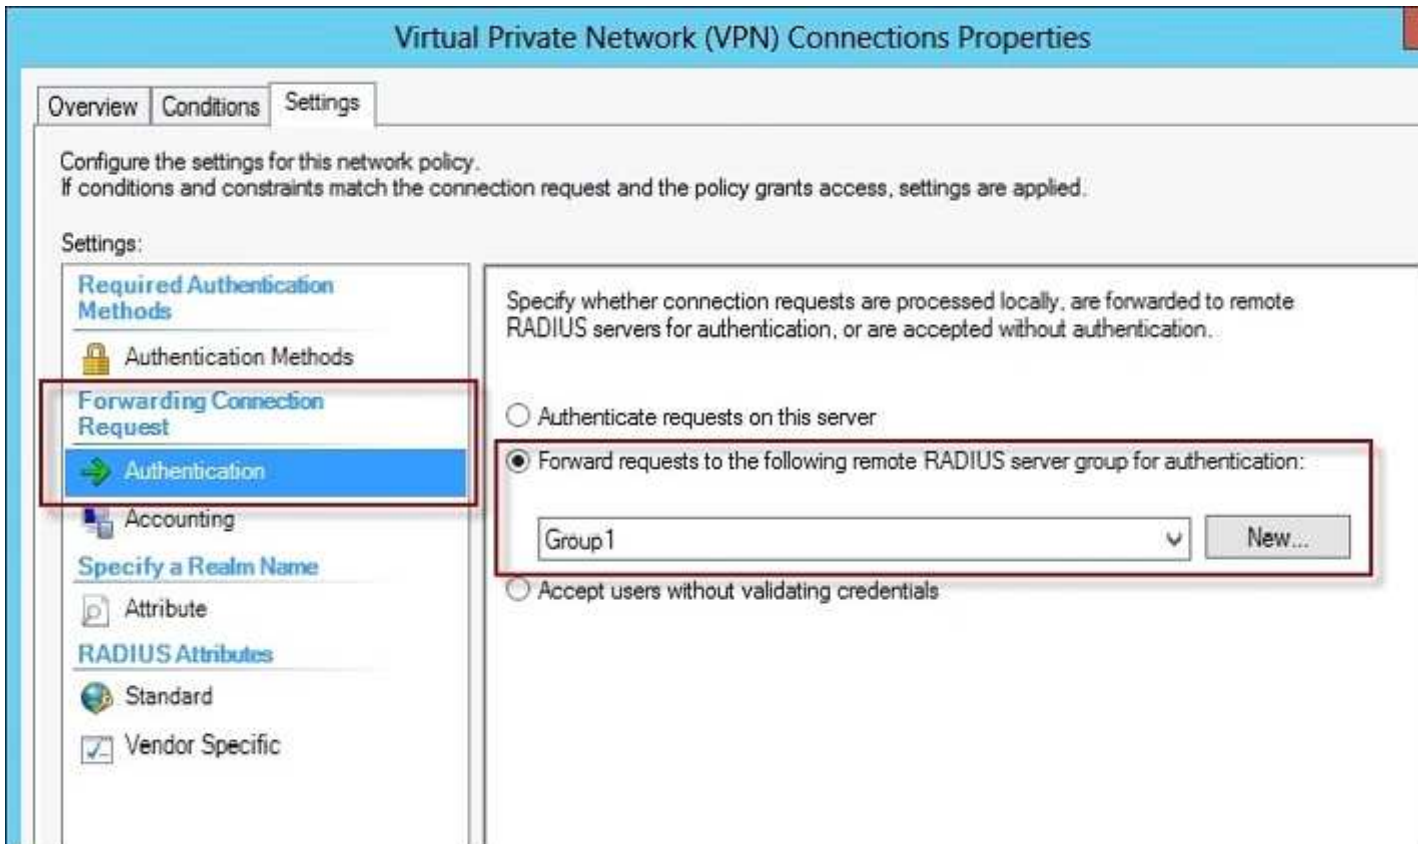 Virtual Private Network (VPN) Connections Properties
Overview Conditions Settings
Configure the settings for this network policy.
If conditions and constraints match the connection request and the policy grants access, settings are applied.
Settings:
Required Authentication
Methods
Authentication Methods
Forwarding Connection
Request
Authentication
Accounting
Specify a Realm Name
Attribute
RADIUS Attributes
Standard
Vendor Specific
Specify whether connection requests are processed locally, are forwarded to remote
RADIUS servers for authentication, or are accepted without authentication.
Authenticate requests on this server
Forward requests to the following remote RADIUS server group for authentication:
Group1
New...
Accept users without validating credentials